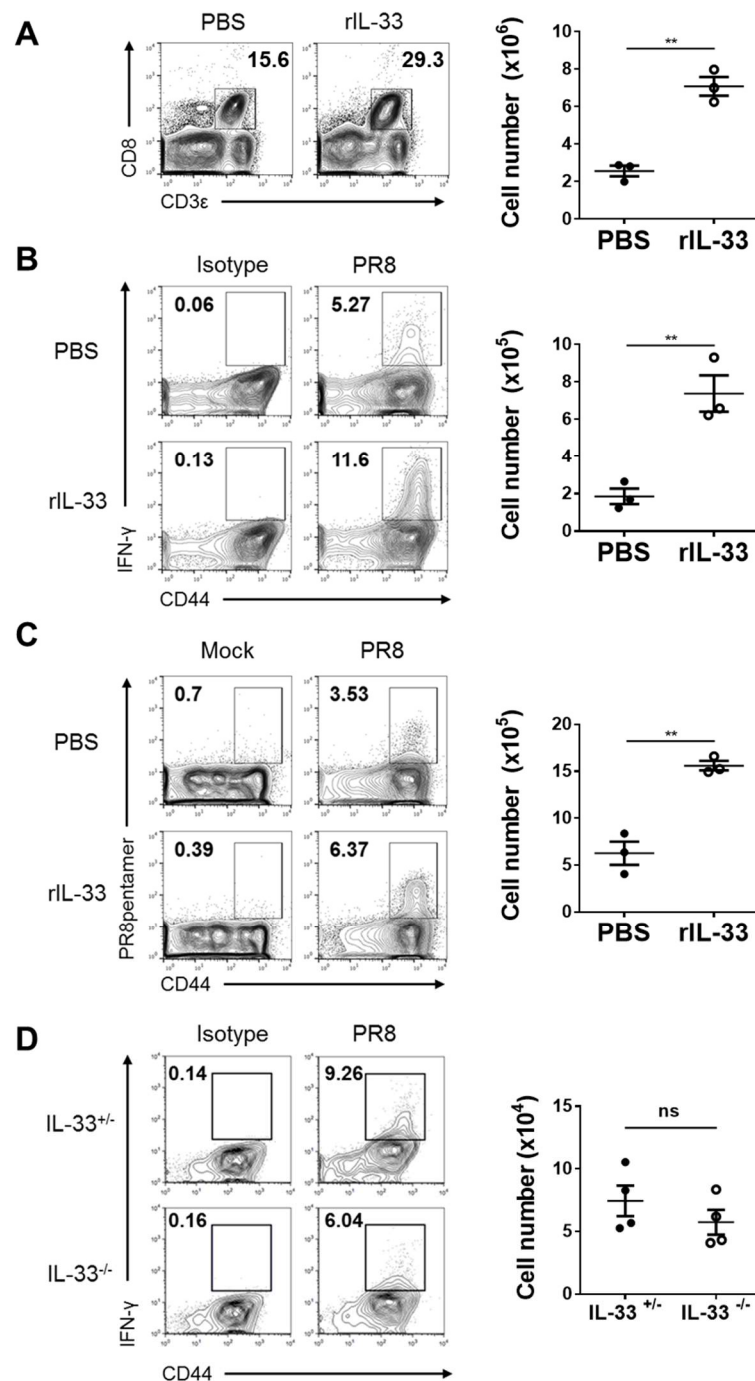 A
PBS
rIL-33
15.6
29.3
CD8
CD3ε
Cell number (x10⁶)
10
8
6
4
2
0
**
PBS
rIL-33
B
Isotype
PR8
PBS
0.06
5.27
rIL-33
0.13
11.6
IFN-γ
CD44
Cell number (x10⁵)
10
8
6
4
2
0
**
PBS
rIL-33
C
Mock
PR8
PBS
0.7
3.53
rIL-33
0.39
6.37
PR8pentamer
CD44
Cell number (x10⁵)
20
15
10
5
0
**
PBS
rIL-33
D
Isotype
PR8
IL-33⁺/⁻
0.14
9.26
IL-33⁻/⁻
0.16
6.04
IFN-γ
CD44
Cell number (x10⁴)
15
10
5
0
ns
IL-33 ⁺/⁻
IL-33 ⁻/⁻